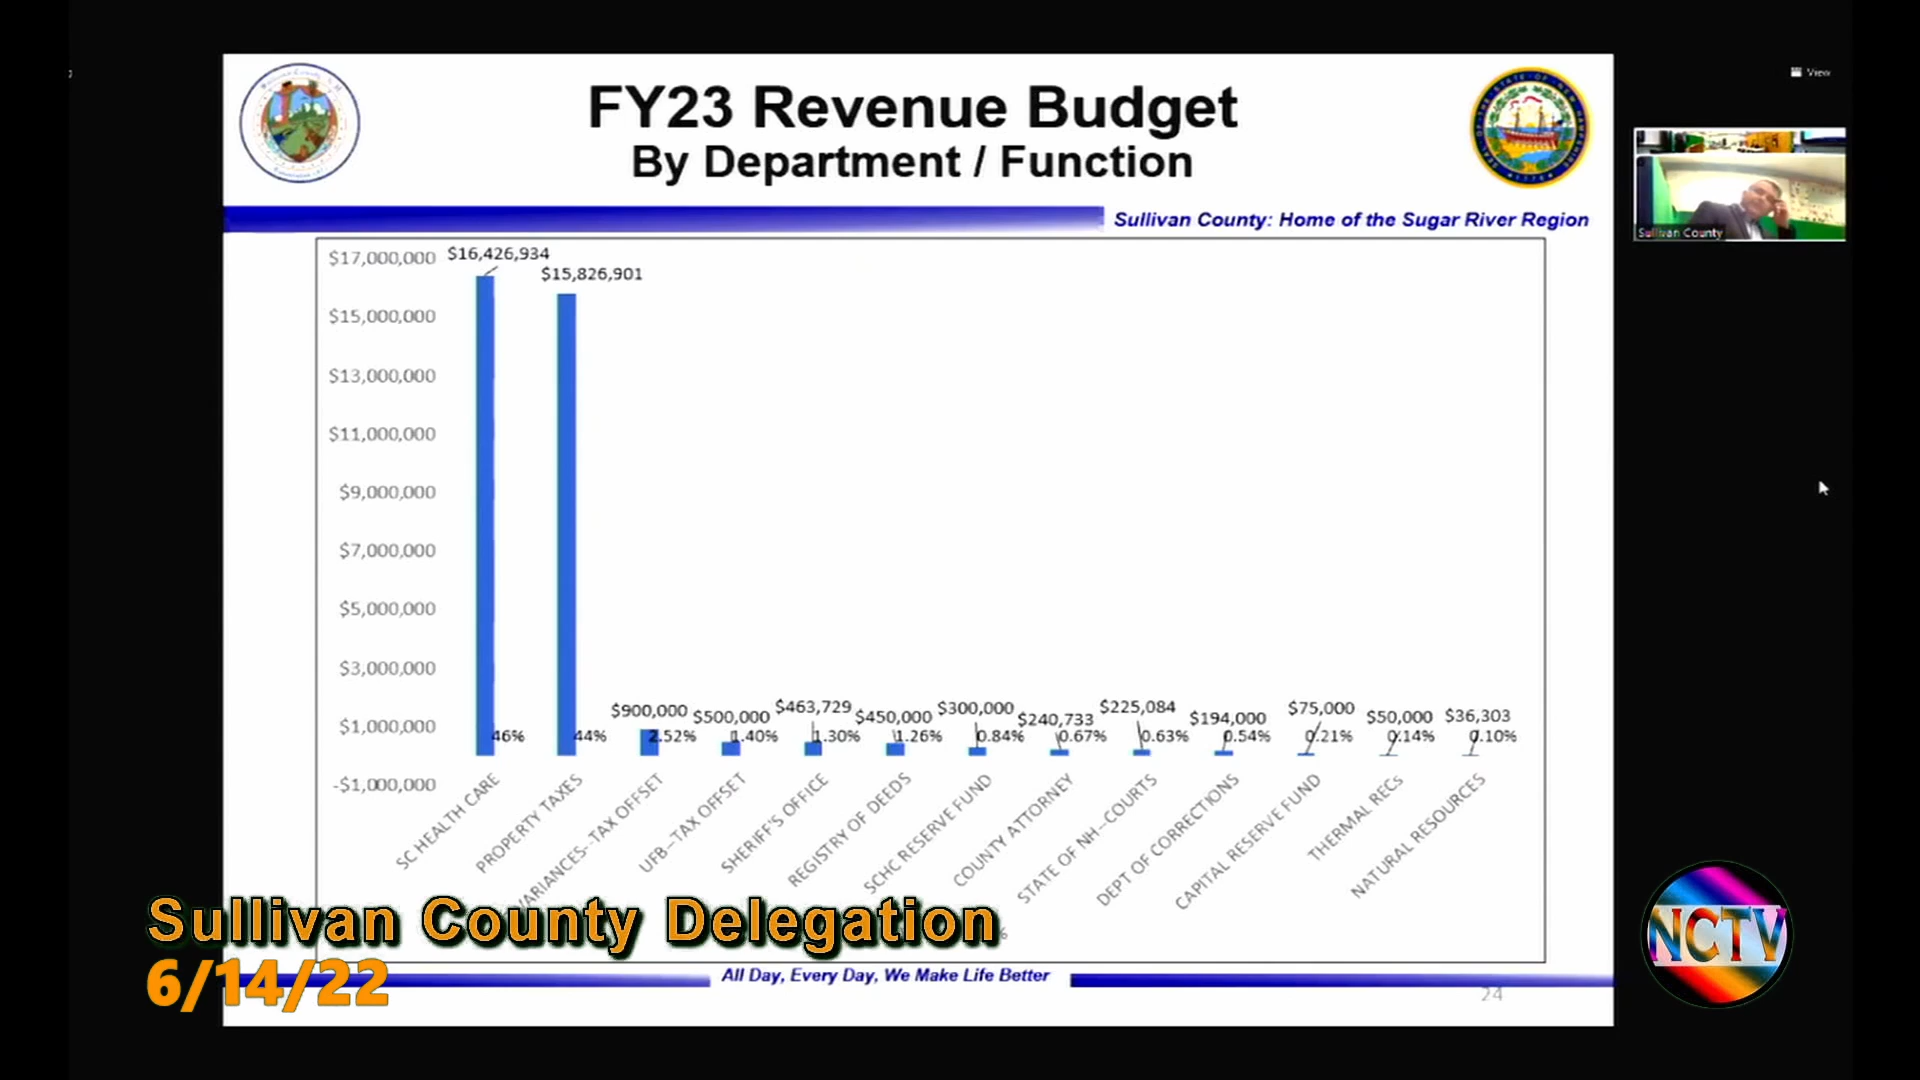 FY23 Revenue Budget
By Department / Function
View
Sullivan County: Home of the Sugar River Region
Sullivan County
$17,000,000
$15,000,000
$13,000,000
$11,000,000
$9,000,000
$7,000,000
$5,000,000
$3,000,000
$1,000,000
-$1,000,000
$16,426,934
$15,826,901
$900,000
$500,000
$463,729
$450,000
$300,000
$240,733
$225,084
$194,000
$75,000
$50,000
$36,303
46%
44%
2.52%
1.40%
1.30%
1.26%
0.84%
0.67%
0.63%
0.54%
0.21%
0.14%
0.10%
SC HEALTH CARE
PROPERTY TAXES
VARIANCES--TAX OFFSET
UFB--TAX OFFSET
SHERIFF'S OFFICE
REGISTRY OF DEEDS
SCHC RESERVE FUND
COUNTY ATTORNEY
STATE OF NH--COURTS
DEPT OF CORRECTIONS
CAPITAL RESERVE FUND
THERMAL RECs
NATURAL RESOURCES
Sullivan County Delegation
%
6/14/22
All Day, Every Day, We Make Life Better
24
NCTV